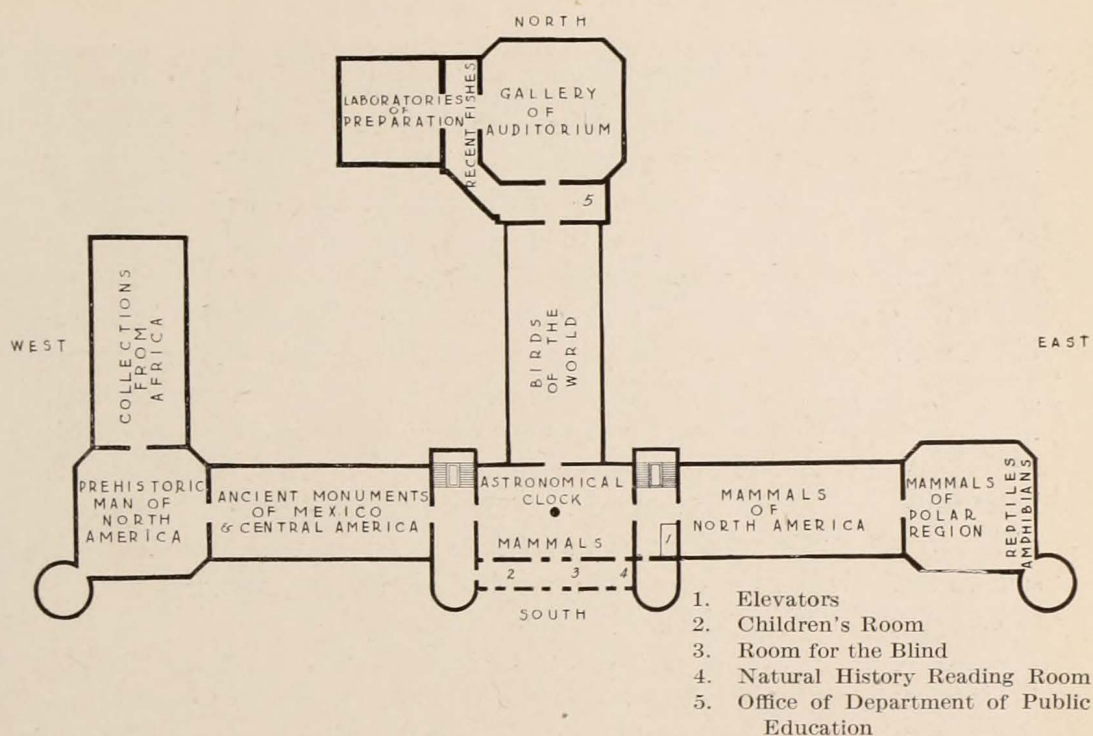 NORTH
LABORATORIES
OF
PREPARATION
RECENT FISHES
GALLERY
OF
AUDITORIUM
5
WEST
COLLECTIONS
FROM
AFRICA
BIRDS
OF THE
WORLD
EAST
PREHISTORIC
MAN OF
NORTH
AMERICA
ANCIENT MONUMENTS
OF MEXICO
& CENTRAL AMERICA
ASTRONOMICAL
CLOCK
MAMMALS
2 3 4
1
MAMMALS
OF
NORTH AMERICA
MAMMALS
OF
POLAR
REGION
REPTILES
AMPHIBIANS
SOUTH
1. Elevators
2. Children's Room
3. Room for the Blind
4. Natural History Reading Room
5. Office of Department of Public
Education